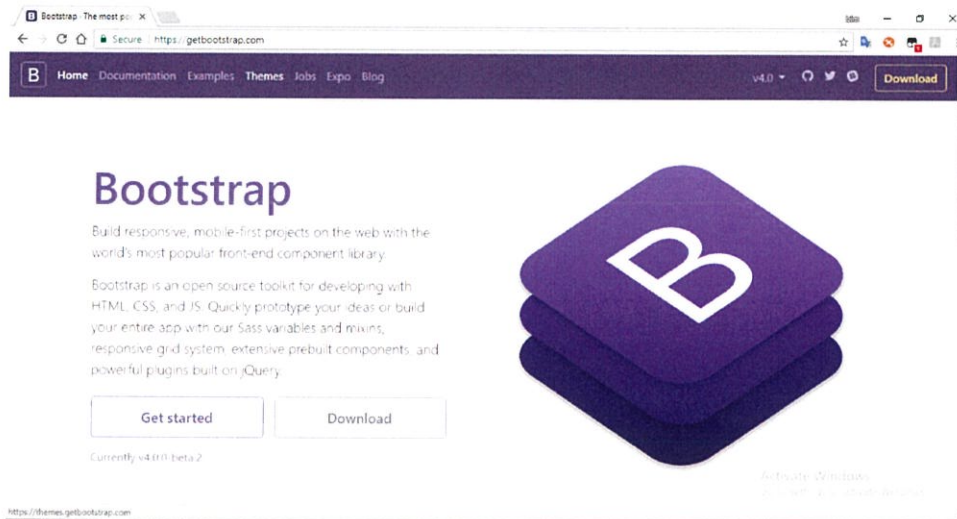 Bootstrap · The most po
Secure https://getbootstrap.com
B Home Documentation Examples Themes Jobs Expo Blog v4.0 Download
Bootstrap
Build responsive, mobile-first projects on the web with the
world's most popular front-end component library.
Bootstrap is an open source toolkit for developing with
HTML, CSS, and JS. Quickly prototype your ideas or build
your entire app with our Sass variables and mixins,
responsive grid system, extensive prebuilt components, and
powerful plugins built on jQuery.
B
Get started Download
Currently v4.0.0-beta.2
Activate Windows
https://themes.getbootstrap.com